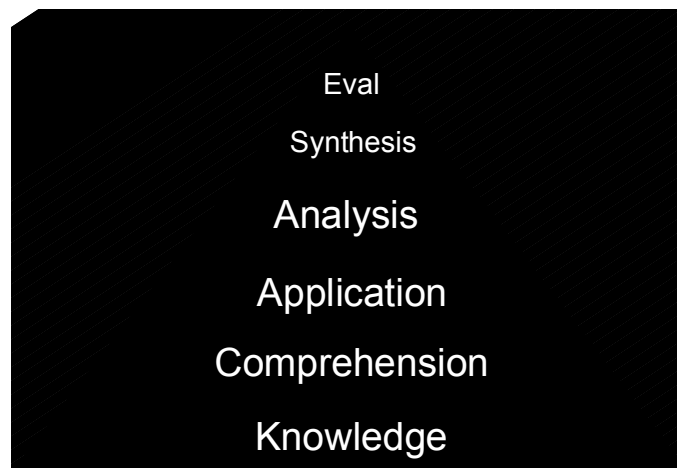 Eval
Synthesis
Analysis
Application
Comprehension
Knowledge